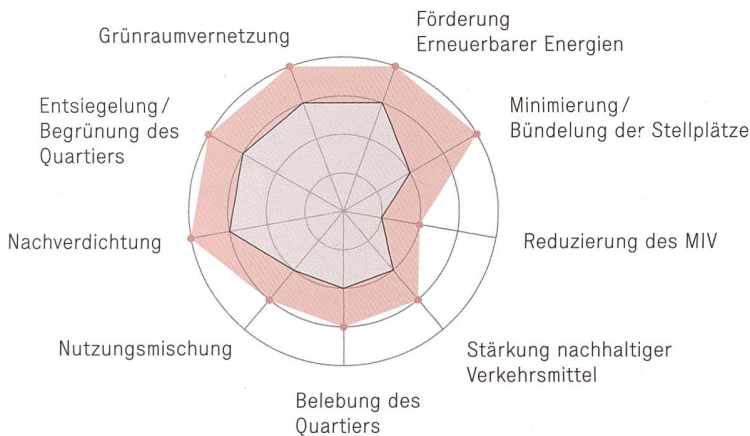 Grünraumvernetzung
Förderung
Erneuerbarer Energien
Entsiegelung /
Begrünung des
Quartiers
Minimierung /
Bündelung der Stellplätze
Nachverdichtung
Reduzierung des MIV
Nutzungsmischung
Stärkung nachhaltiger
Verkehrsmittel
Belebung des
Quartiers